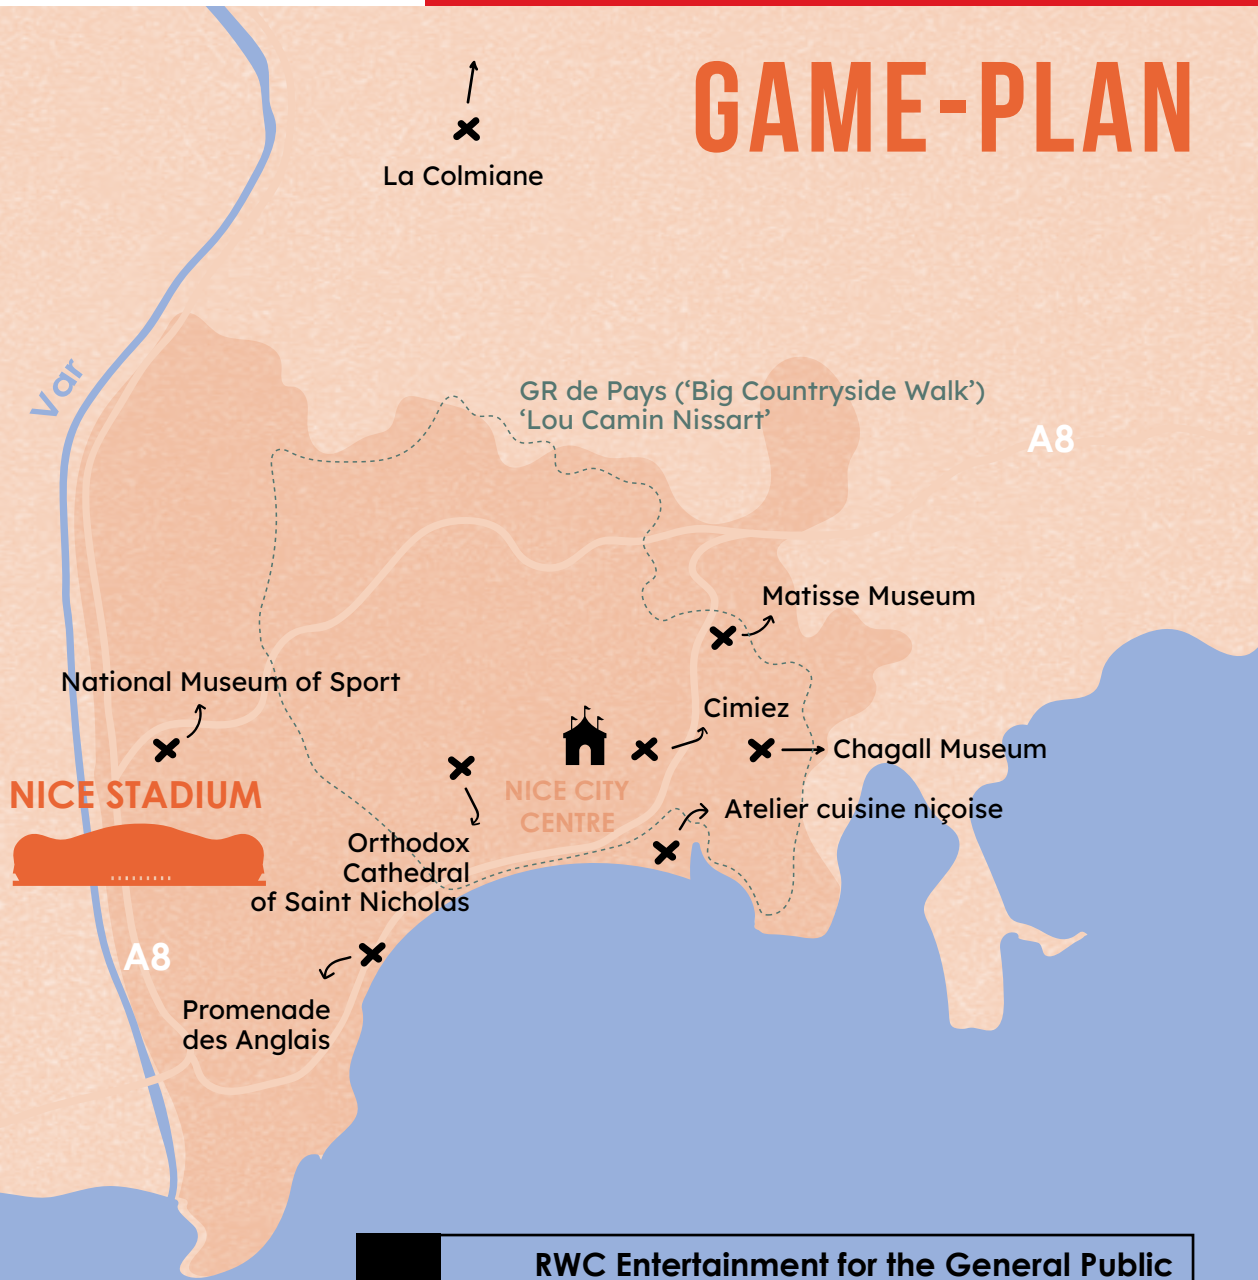 GAME-PLAN
La Colmiane
Var
GR de Pays (‘Big Countryside Walk’)
‘Lou Camin Nissart’
A8
Matisse Museum
National Museum of Sport
Cimiez
Chagall Museum
NICE STADIUM
NICE CITY
CENTRE
Atelier cuisine niçoise
Orthodox
Cathedral
of Saint Nicholas
A8
Promenade
des Anglais
RWC Entertainment for the General Public